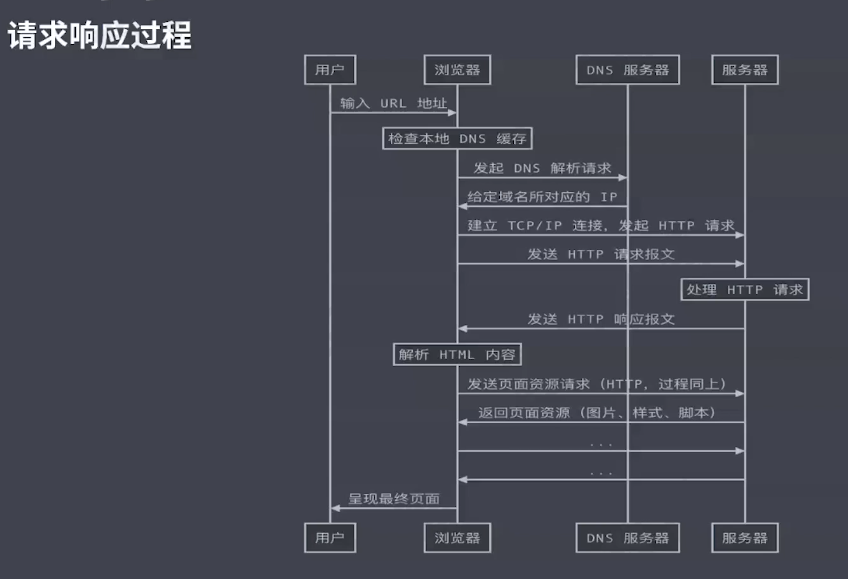 请求响应过程
用户 浏览器 DNS 服务器 服务器
输入 URL 地址
检查本地 DNS 缓存
发起 DNS 解析请求
给定域名所对应的 IP
建立 TCP/IP 连接，发起 HTTP 请求
发送 HTTP 请求报文
处理 HTTP 请求
发送 HTTP 响应报文
解析 HTML 内容
发送页面资源请求（HTTP，过程同上）
返回页面资源（图片、样式、脚本）
...
...
呈现最终页面
用户 浏览器 DNS 服务器 服务器